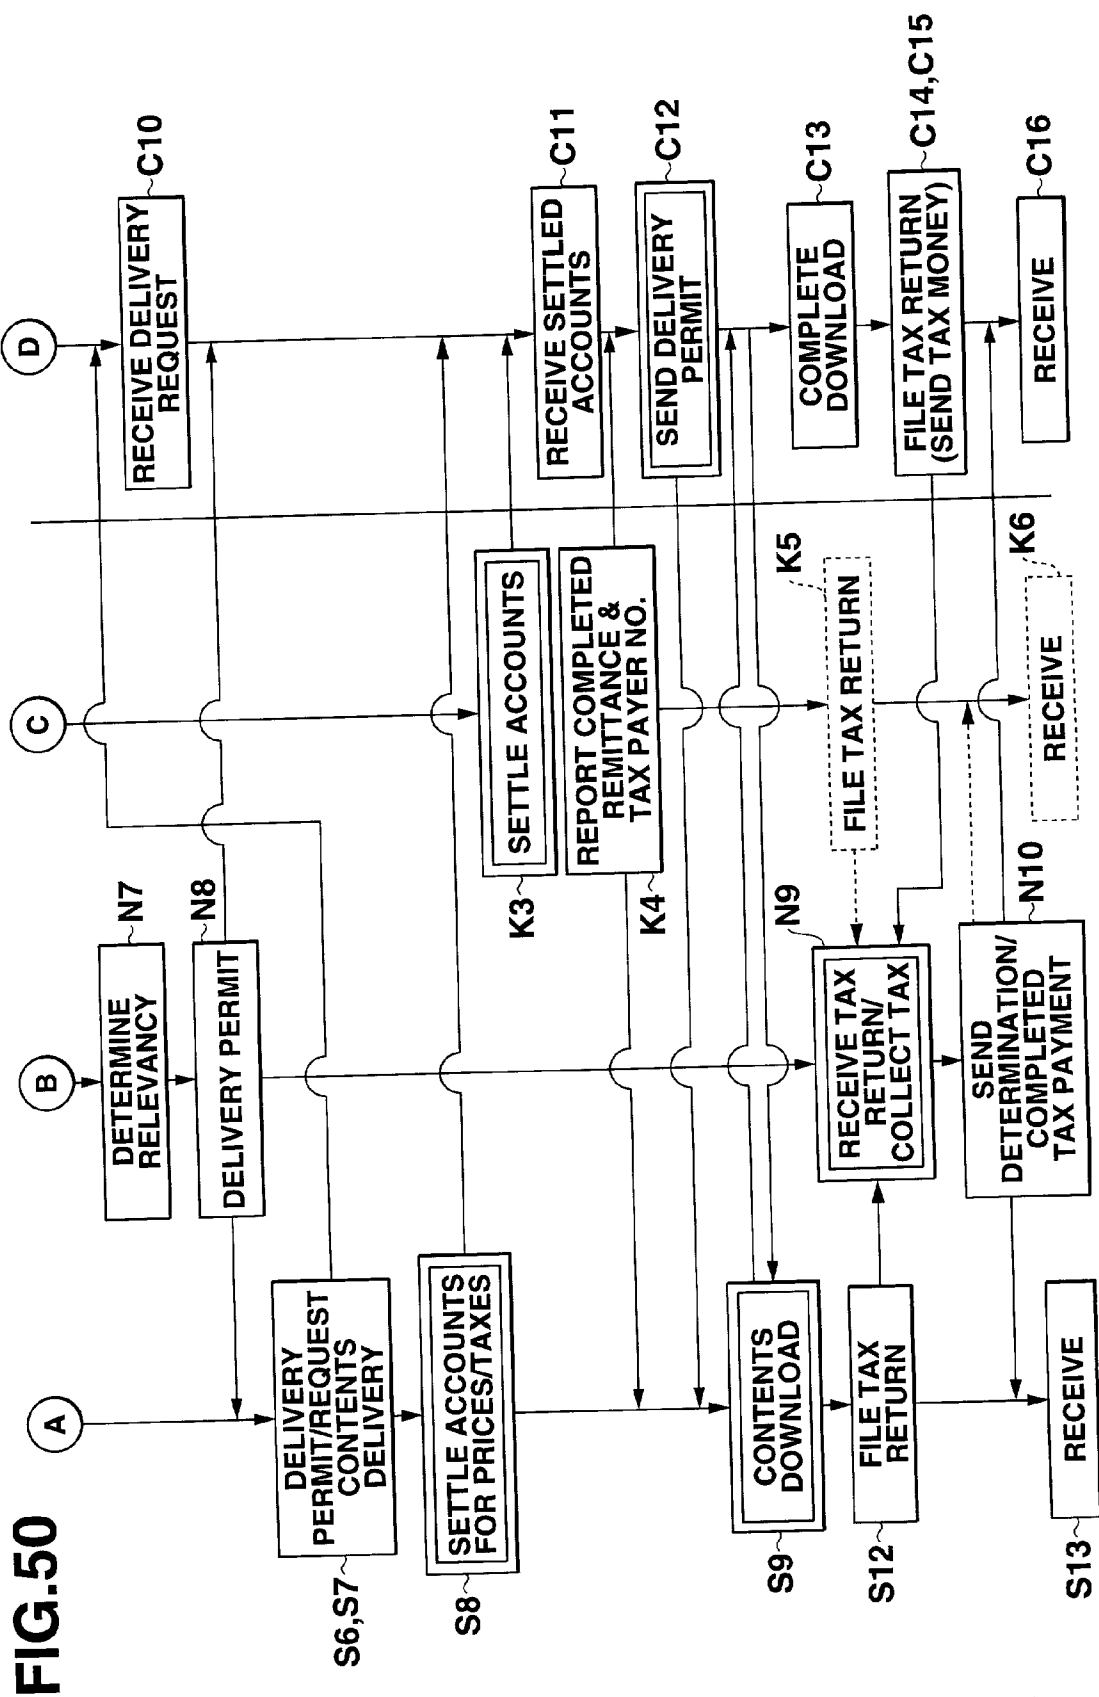 FIG.50
A
DELIVERY
PERMIT/REQUEST
CONTENTS
DELIVERY
S6,S7
SETTLE ACCOUNTS
FOR PRICES/TAXES
S8
CONTENTS
DOWNLOAD
S9
FILE TAX
RETURN
S12
RECEIVE
S13
B
DETERMINE
RELEVANCY
N7
DELIVERY PERMIT
N8
RECEIVE TAX
RETURN/
COLLECT TAX
N9
SEND
DETERMINATION/
COMPLETED
TAX PAYMENT
N10
C
SETTLE ACCOUNTS
K3
REPORT COMPLETED
REMITTANCE &
TAX PAYER NO.
K4
FILE TAX RETURN
K5
RECEIVE
K6
D
RECEIVE DELIVERY
REQUEST
C10
RECEIVE SETTLED
ACCOUNTS
C11
SEND DELIVERY
PERMIT
C12
COMPLETE
DOWNLOAD
C13
FILE TAX RETURN
(SEND TAX MONEY)
C14,C15
RECEIVE
C16